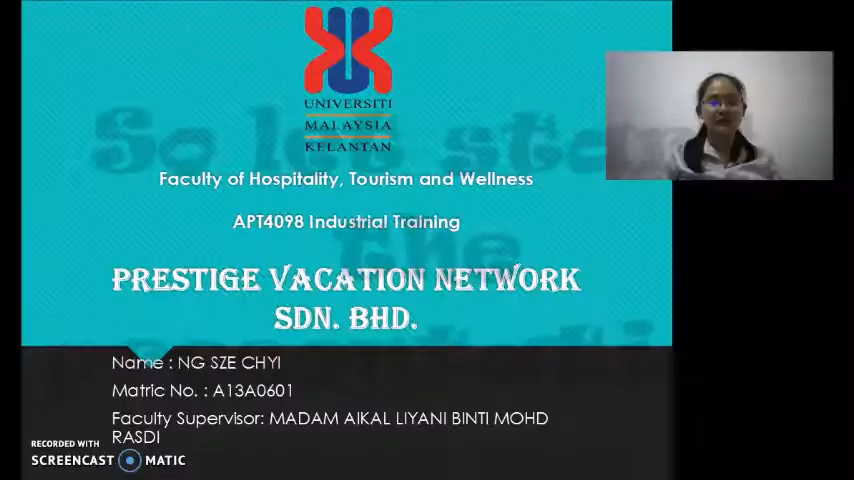 UNIVERSITI
MALAYSIA
KELANTAN
Faculty of Hospitality, Tourism and Wellness
APT4098 Industrial Training
PRESTIGE VACATION NETWORK
SDN. BHD.
Name : NG SZE CHYI
Matric No. : A13A0601
Faculty Supervisor: MADAM AIKAL LIYANI BINTI MOHD
RASDI
RECORDED WITH
SCREENCAST MATIC